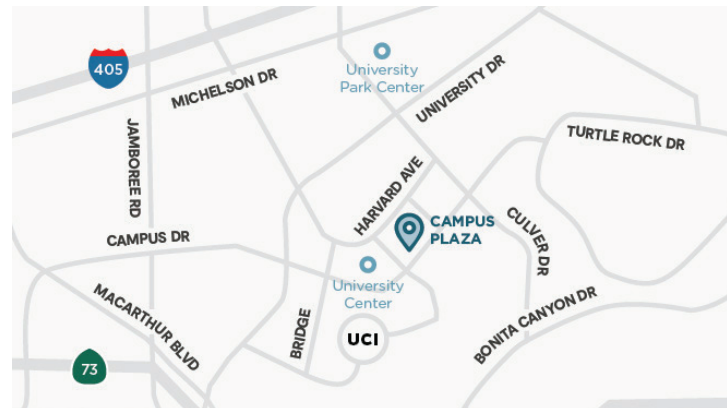 405
MICHELSON DR
University
Park Center
UNIVERSITY DR
JAMBOREE RD
TURTLE ROCK DR
HARVARD AVE
CAMPUS
PLAZA
CULVER DR
CAMPUS DR
University
Center
MACARTHUR BLVD
BRIDGE
UCI
BONITA CANYON DR
73